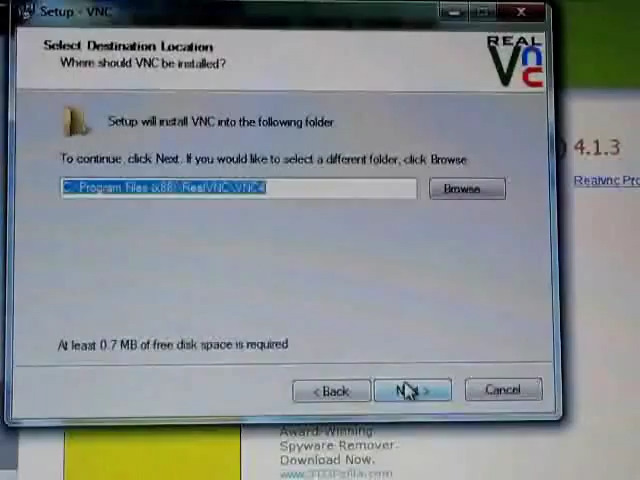 Setup - VNC
Select Destination Location
Where should VNC be installed?
REAL
VNC
Setup will install VNC into the following folder
To continue, click Next. If you would like to select a different folder, click Browse
C:\Program Files (x86)\RealVNC\VNC4
Browse...
4.1.3
Realvnc Pro
At least 0.7 MB of free disk space is required
< Back
Cancel
Award-Winning
Spyware Remover.
Download Now.